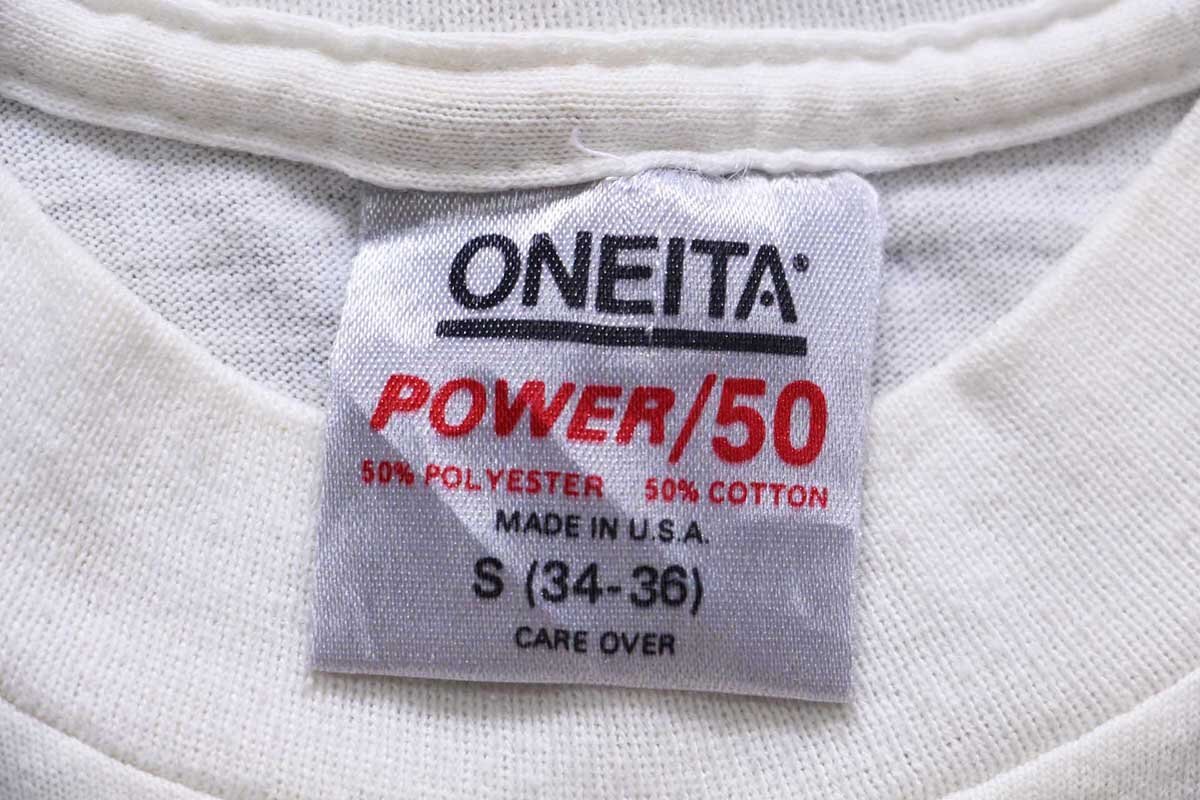 ONEITA
POWER/50
50% POLYESTER 50% COTTON
MADE IN U.S.A.
S (34-36)
CARE OVER